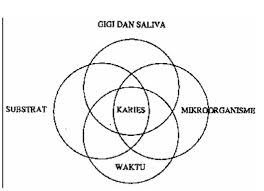 GIGI DAN SALIVA
SUBSTRAT KARIES MIKROORGANISME
WAKTU